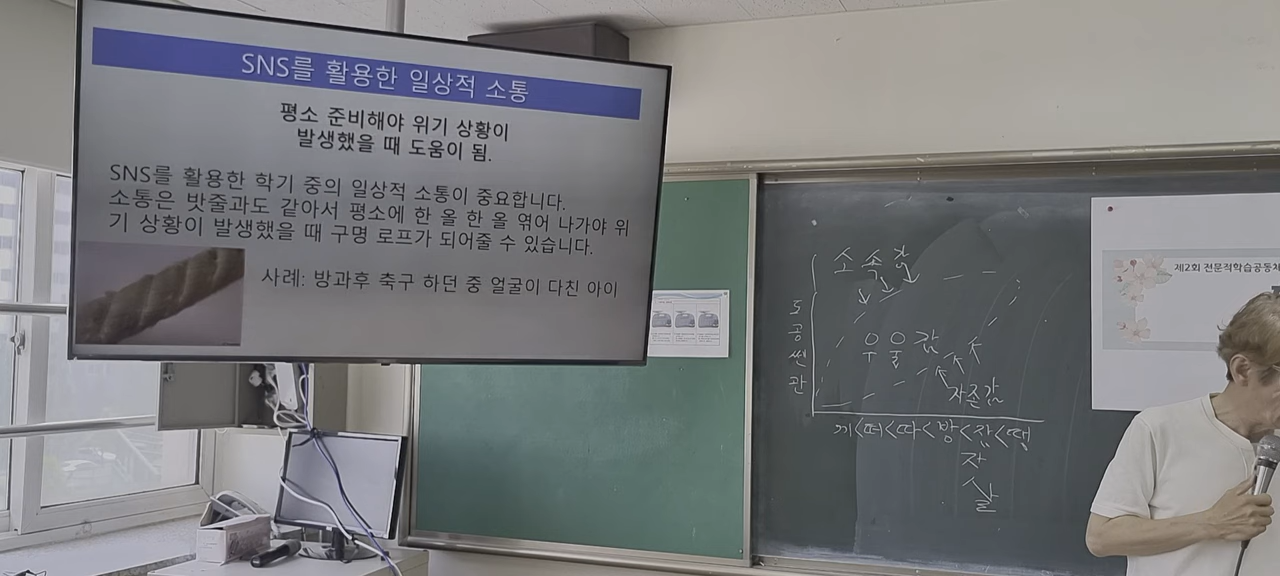 SNS를 활용한 일상적 소통
평소 준비해야 위기 상황이
발생했을 때 도움이 됨.
SNS를 활용한 학기 중의 일상적 소통이 중요합니다.
소통은 밧줄과도 같아서 평소에 한 올 한 올 엮어 나가야 위
기 상황이 발생했을 때 구명 로프가 되어줄 수 있습니다.
사례: 방과후 축구 하던 중 얼굴이 다친 아이
제2회 전문적학습공동체
소속감
도공쎈관
우울감
자존감
끼<떠<따<방<잔<땍
자
살